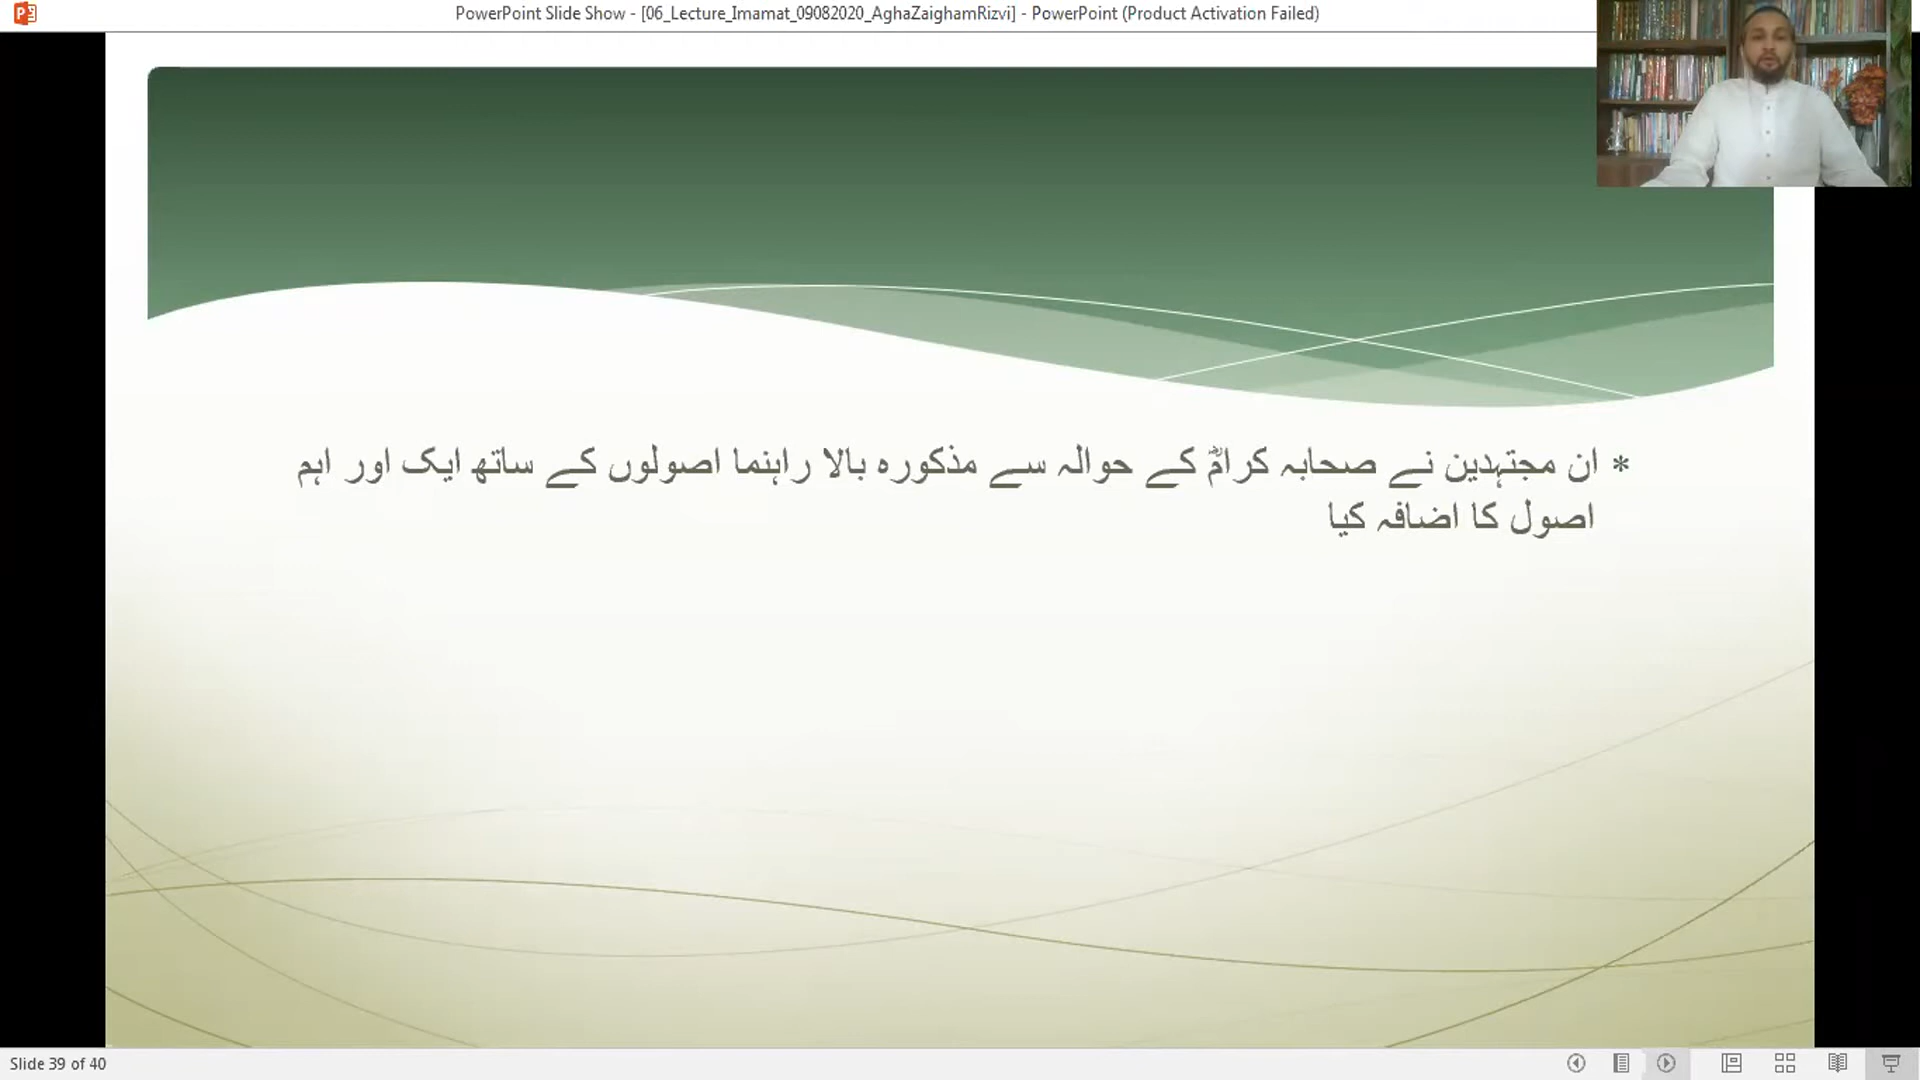 PowerPoint Slide Show - [06_Lecture_Imamat_09082020_AghaZaighamRizvi] - PowerPoint (Product Activation Failed)
* ان مجتہدین نے صحابہ کرامؓ کے حوالہ سے مذکورہ بالا راہنما اصولوں کے ساتھ ایک اور اہم
اصول کا اضافہ کیا
Slide 39 of 40